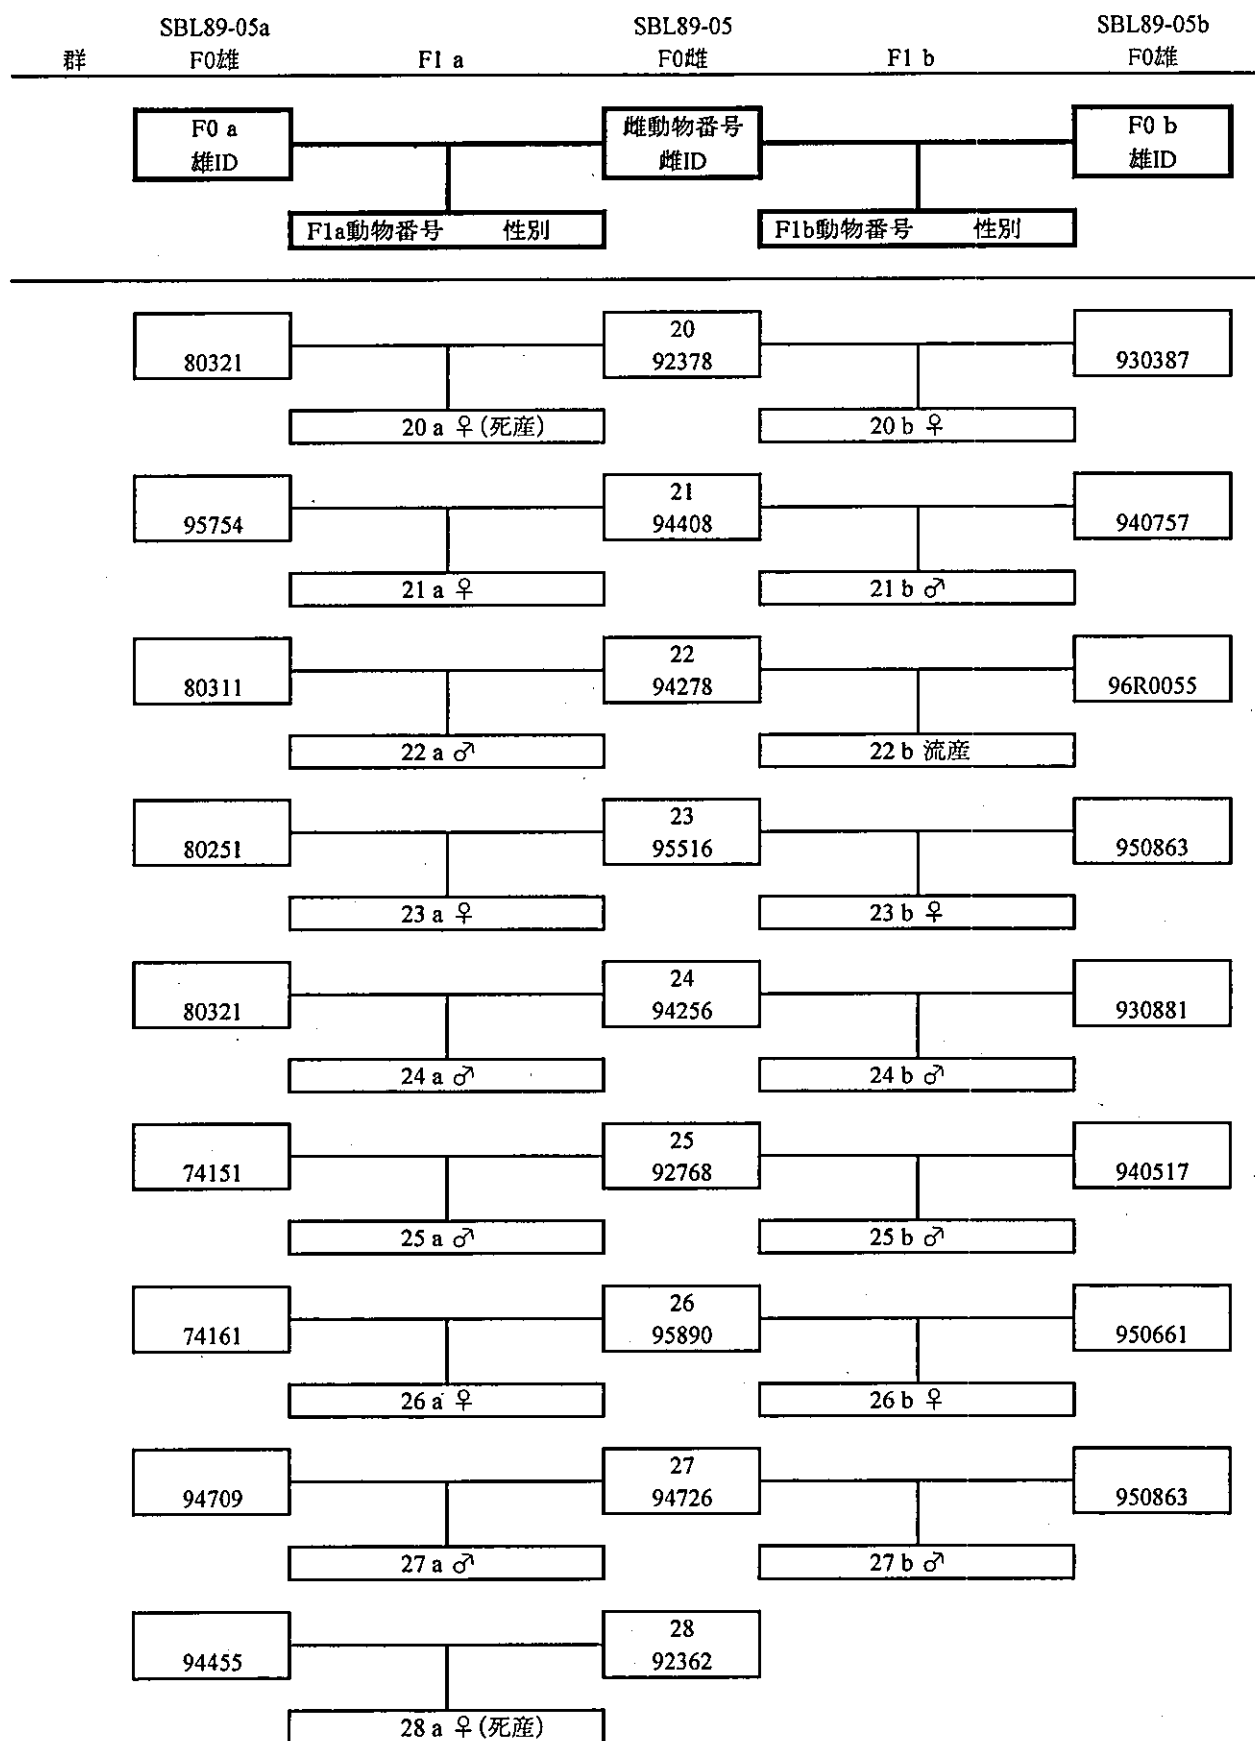 SBL89-05a SBL89-05 SBL89-05b
群 F0雄 F1 a F0雌 F1 b F0雄
F0 a 雌動物番号 F0 b
雄ID 雌ID 雄ID
F1a動物番号 性別 F1b動物番号 性別
20
80321 92378 930387
20 a ♀ (死産) 20 b ♀
21
95754 94408 940757
21 a ♀ 21 b ♂
22
80311 94278 96R0055
22 a ♂ 22 b 流産
23
80251 95516 950863
23 a ♀ 23 b ♀
24
80321 94256 930881
24 a ♂ 24 b ♂
25
74151 92768 940517
25 a ♂ 25 b ♂
26
74161 95890 950661
26 a ♀ 26 b ♀
27
94709 94726 950863
27 a ♂ 27 b ♂
28
94455 92362
28 a ♀ (死産)